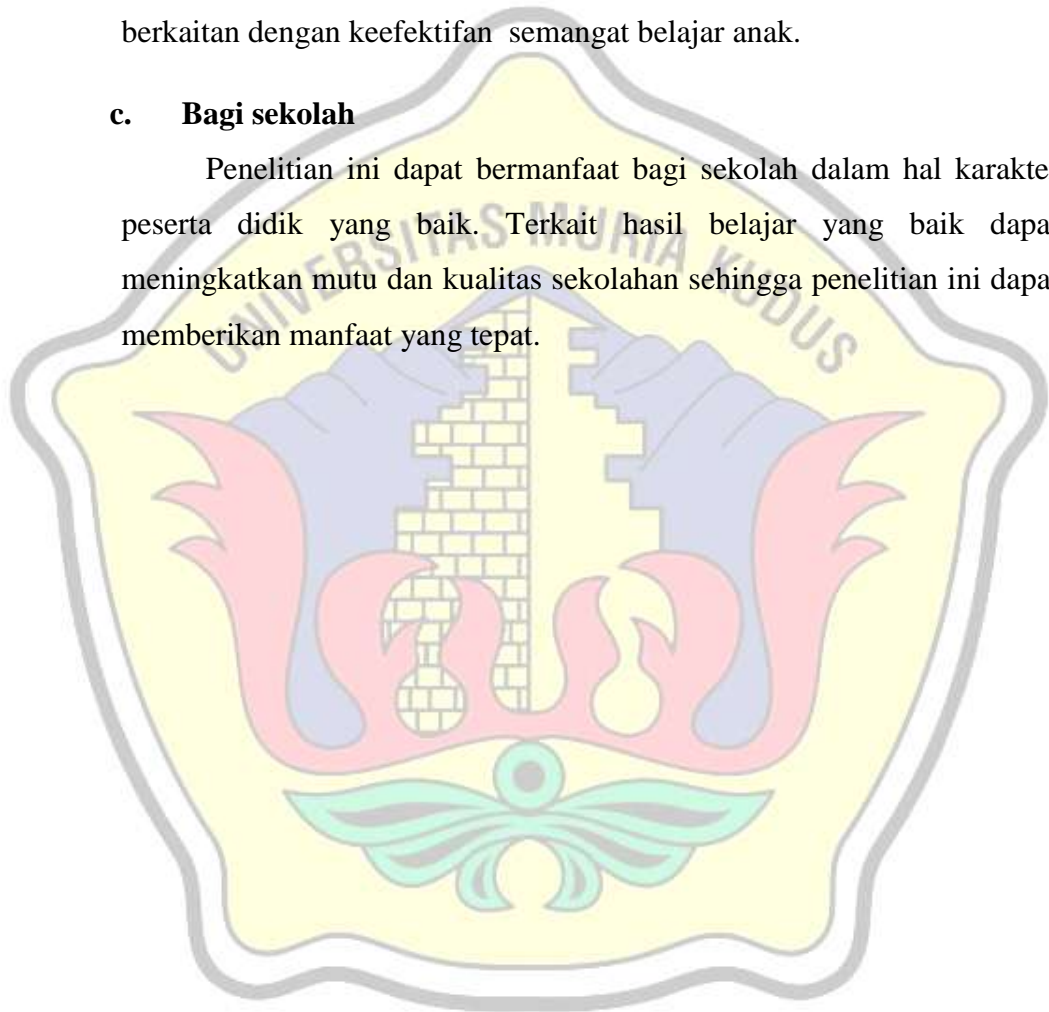 berkaitan dengan keefektifan semangat belajar anak.
c. Bagi sekolah
Penelitian ini dapat bermanfaat bagi sekolah dalam hal karakte
peserta didik yang baik. Terkait hasil belajar yang baik dapa
meningkatkan mutu dan kualitas sekolahan sehingga penelitian ini dapa
memberikan manfaat yang tepat.
UNIVERSITAS MURIA KUDUS